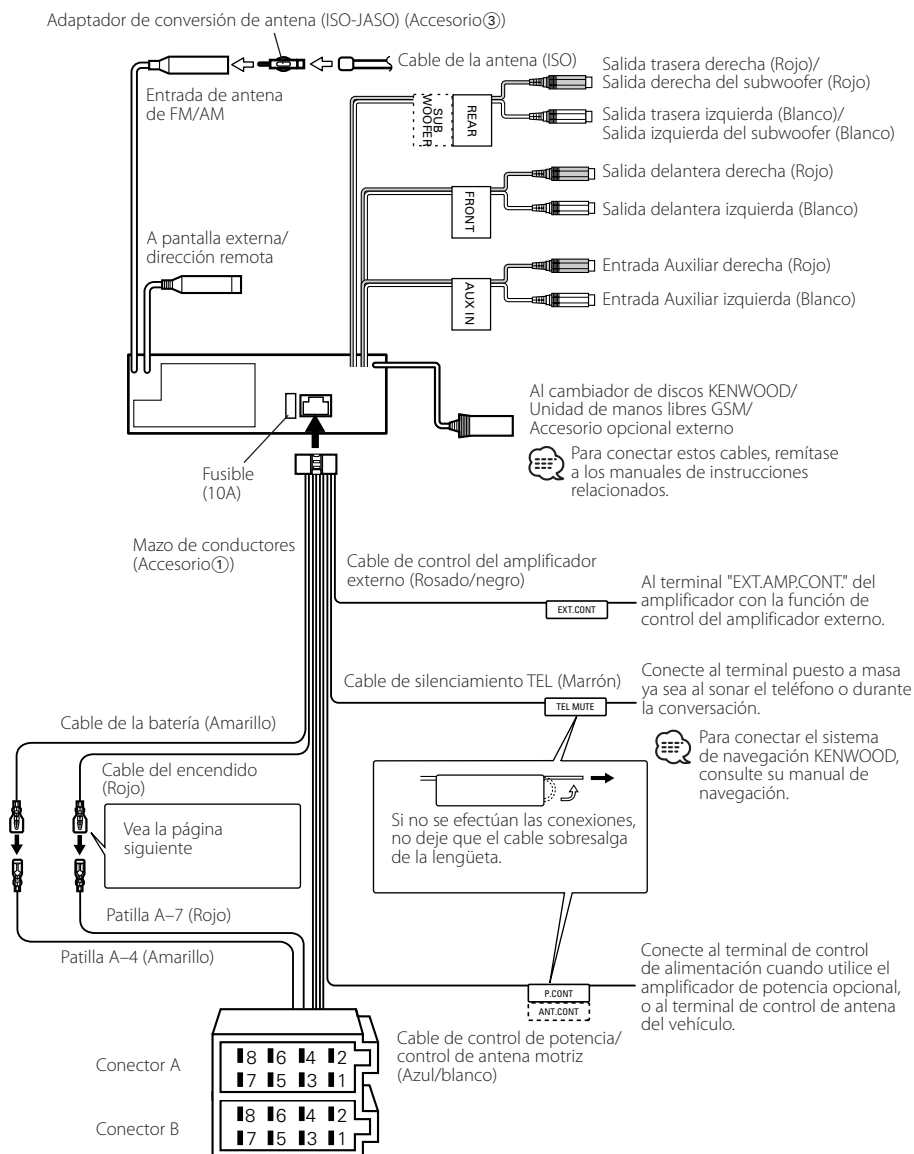 Adaptador de conversión de antena (ISO-JASO) (Accesorio③)
Cable de la antena (ISO)
Entrada de antena
de FM/AM
Salida trasera derecha (Rojo)/
Salida derecha del subwoofer (Rojo)
SUB
WOOFER
REAR
Salida trasera izquierda (Blanco)/
Salida izquierda del subwoofer (Blanco)
Salida delantera derecha (Rojo)
FRONT
Salida delantera izquierda (Blanco)
A pantalla externa/
dirección remota
Entrada Auxiliar derecha (Rojo)
AUX IN
Entrada Auxiliar izquierda (Blanco)
Al cambiador de discos KENWOOD/
Unidad de manos libres GSM/
Accesorio opcional externo
Para conectar estos cables, remítase
a los manuales de instrucciones
relacionados.
Fusible
(10A)
Mazo de conductores
(Accesorio①)
Cable de control del amplificador
externo (Rosado/negro)
EXT.CONT
Al terminal "EXT.AMP.CONT." del
amplificador con la función de
control del amplificador externo.
Cable de silenciamiento TEL (Marrón)
TEL MUTE
Conecte al terminal puesto a masa
ya sea al sonar el teléfono o durante
la conversación.
Para conectar el sistema
de navegación KENWOOD,
consulte su manual de
navegación.
Cable de la batería (Amarillo)
Cable del encendido
(Rojo)
Vea la página
siguiente
Si no se efectúan las conexiones,
no deje que el cable sobresalga
de la lengüeta.
Patilla A–7 (Rojo)
Patilla A–4 (Amarillo)
P.CONT
ANT.CONT
Conecte al terminal de control
de alimentación cuando utilice el
amplificador de potencia opcional,
o al terminal de control de antena
del vehículo.
Cable de control de potencia/
control de antena motriz
(Azul/blanco)
Conector A
8 6 4 2
7 5 3 1
Conector B
8 6 4 2
7 5 3 1